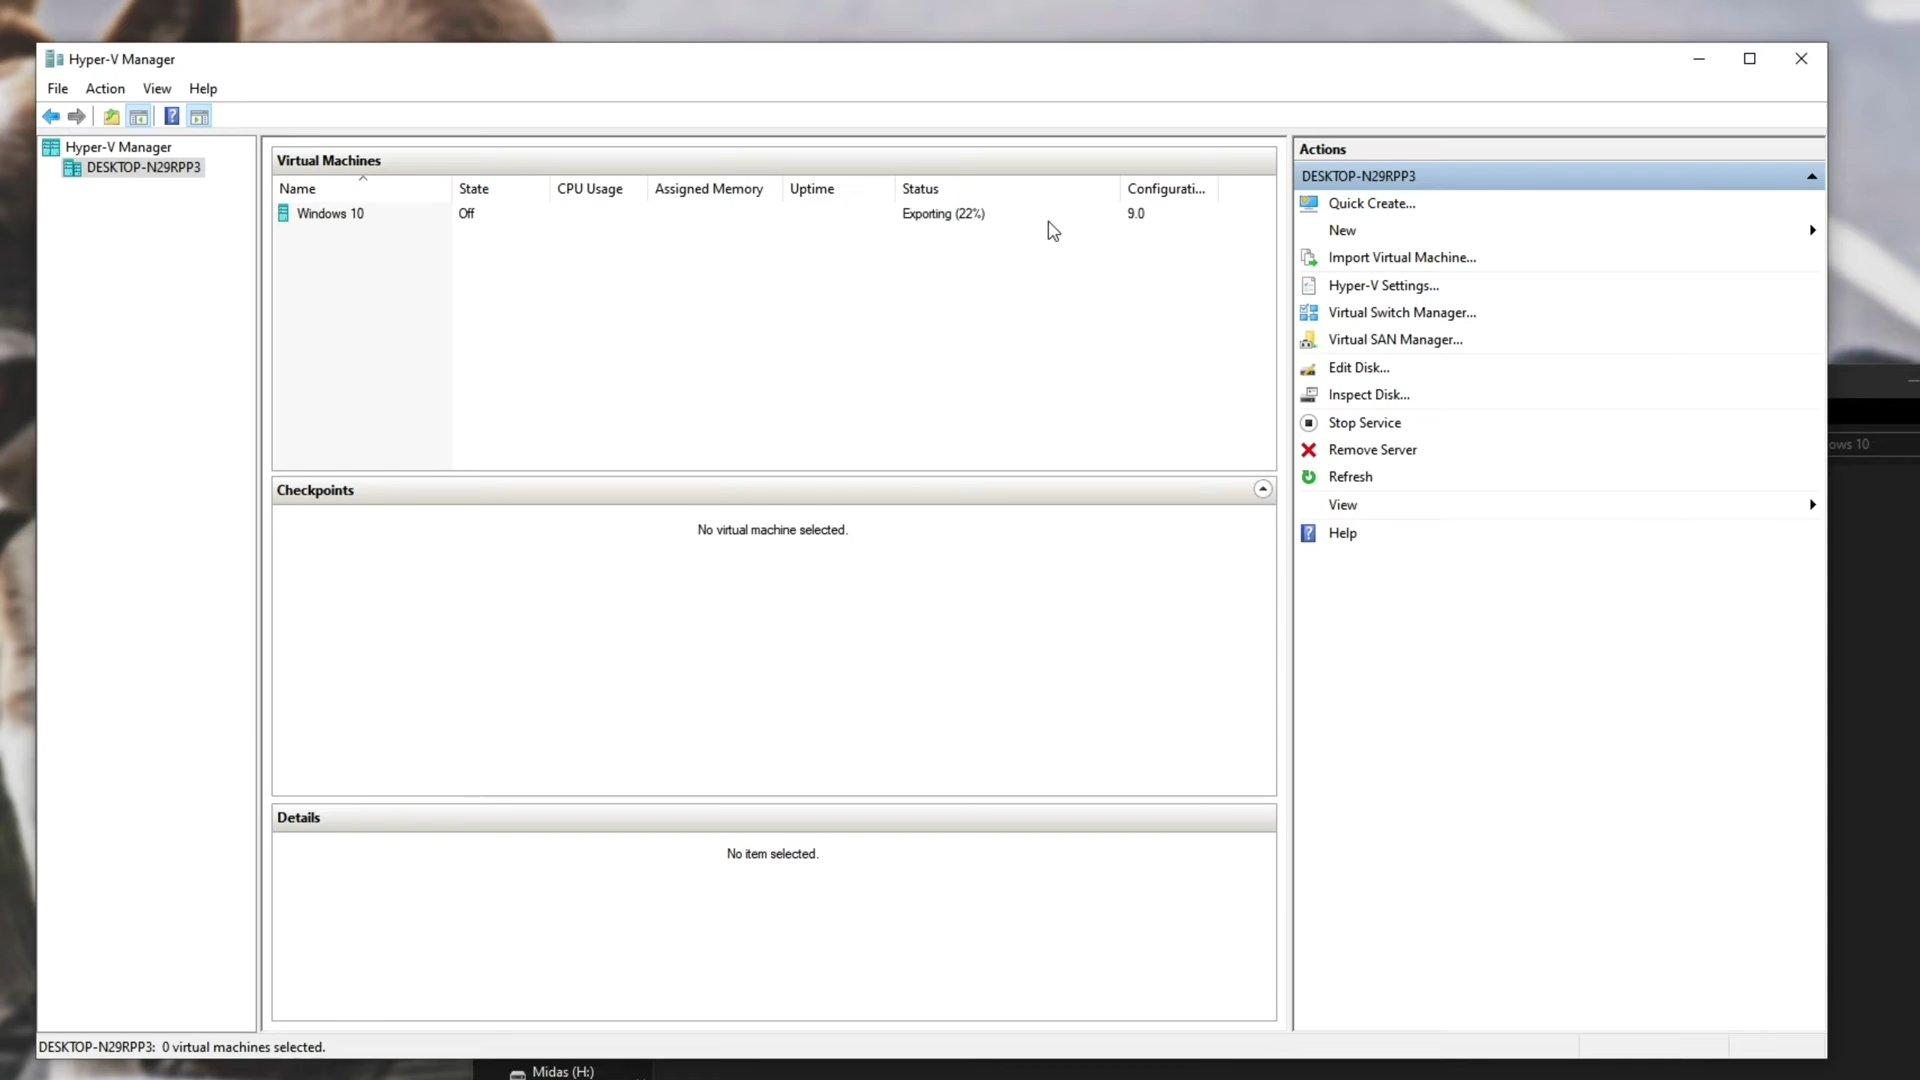 Hyper-V Manager
File Action View Help
Hyper-V Manager
DESKTOP-N29RPP3
Virtual Machines
Name State CPU Usage Assigned Memory Uptime Status Configurati...
Windows 10 Off Exporting (22%) 9.0
Checkpoints
No virtual machine selected.
Details
No item selected.
Actions
DESKTOP-N29RPP3
Quick Create...
New
Import Virtual Machine...
Hyper-V Settings...
Virtual Switch Manager...
Virtual SAN Manager...
Edit Disk...
Inspect Disk...
Stop Service
Remove Server
Refresh
View
Help
ows 10
DESKTOP-N29RPP3: 0 virtual machines selected.
Midas (H:)